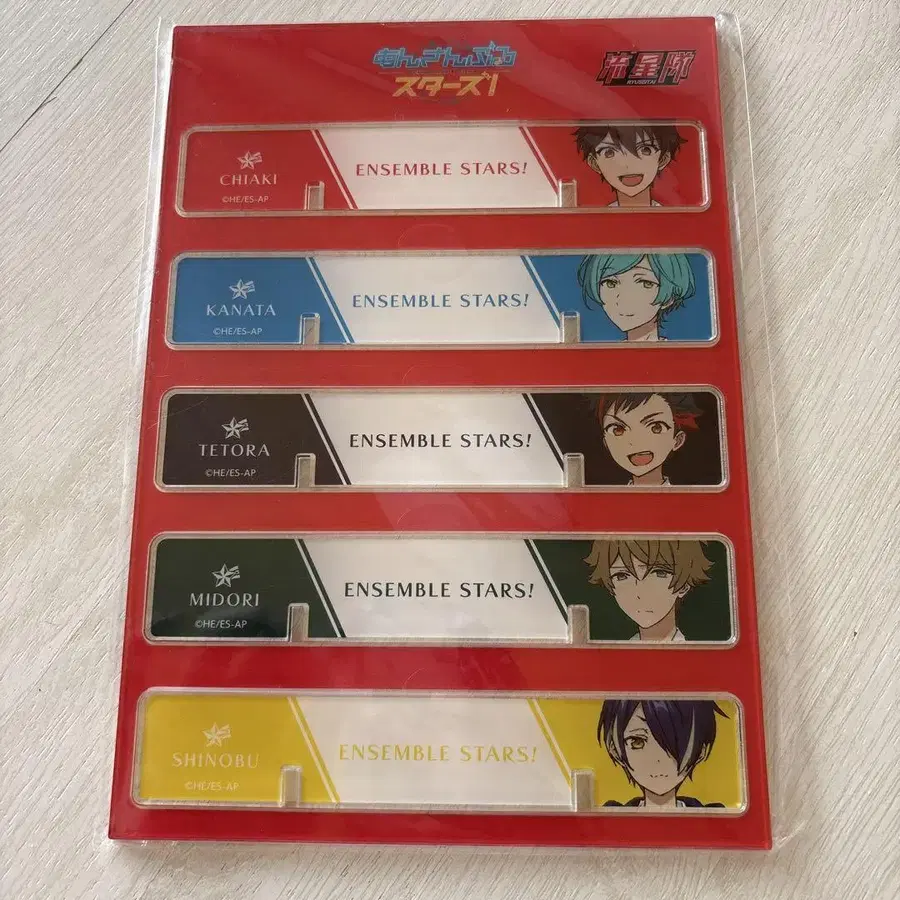 あんさんぶる
スターズ!
流星隊
RYUSEITAI
CHIAKI
©HE/ES-AP
ENSEMBLE STARS!
KANATA
©HE/ES-AP
ENSEMBLE STARS!
TETORA
©HE/ES-AP
ENSEMBLE STARS!
MIDORI
©HE/ES-AP
ENSEMBLE STARS!
SHINOBU
©HE/ES-AP
ENSEMBLE STARS!